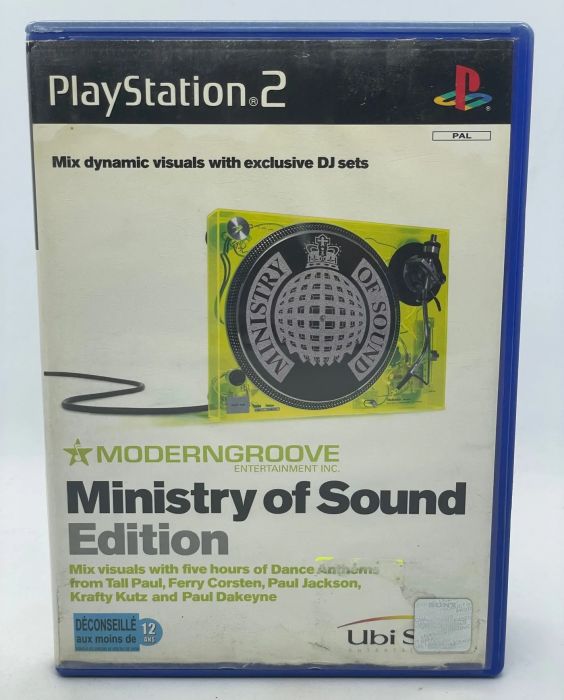 PlayStation®2
PAL
Mix dynamic visuals with exclusive DJ sets
MINISTRY OF SOUND
MODERNGROOVE
ENTERTAINMENT INC.
Ministry of Sound
Edition
Mix visuals with five hours of Dance Anthems
from Tall Paul, Ferry Corsten, Paul Jackson,
Krafty Kutz and Paul Dakeyne
DÉCONSEILLÉ
aux moins de 12 ANS
Ubi S
SONY